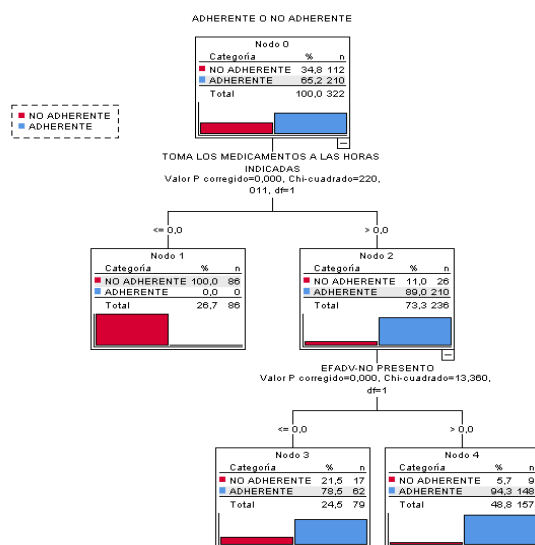 ADHERENTE O NO ADHERENTE
Nodo 0
Categoría % n
NO ADHERENTE 34,8 112
ADHERENTE 65,2 210
Total 100,0 322
NO ADHERENTE
ADHERENTE
TOMA LOS MEDICAMENTOS A LAS HORAS
INDICADAS
Valor P corregido=0,000, Chi-cuadrado=220,
011, df=1
<= 0,0
> 0,0
Nodo 1
Categoría % n
NO ADHERENTE 100,0 86
ADHERENTE 0,0 0
Total 26,7 86
Nodo 2
Categoría % n
NO ADHERENTE 11,0 26
ADHERENTE 89,0 210
Total 73,3 236
EFADV-NO PRESENTO
Valor P corregido=0,000, Chi-cuadrado=13,360,
df=1
<= 0,0
> 0,0
Nodo 3
Categoría % n
NO ADHERENTE 21,5 17
ADHERENTE 78,5 62
Total 24,5 79
Nodo 4
Categoría % n
NO ADHERENTE 5,7 9
ADHERENTE 94,3 148
Total 48,8 157